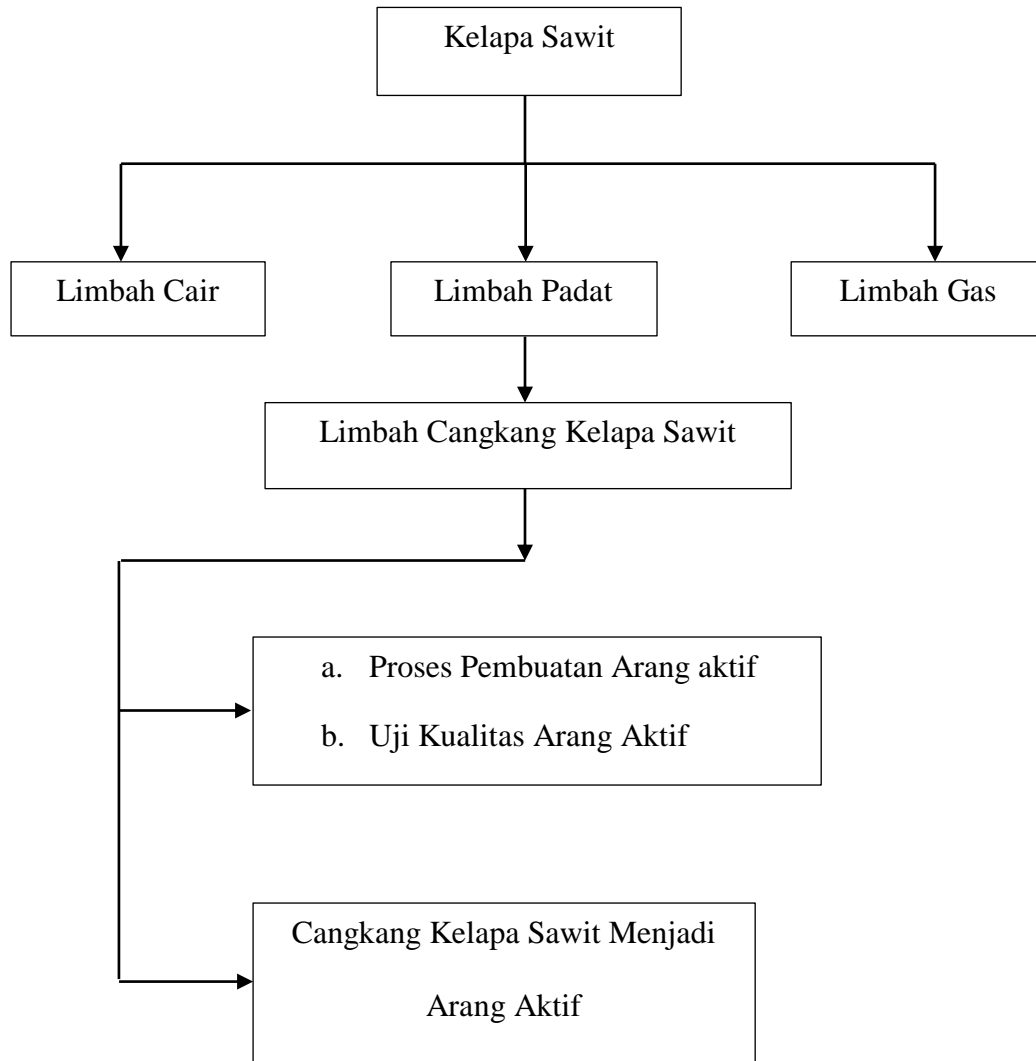 Kelapa Sawit
Limbah Cair
Limbah Padat
Limbah Gas
Limbah Cangkang Kelapa Sawit
a. Proses Pembuatan Arang aktif
b. Uji Kualitas Arang Aktif
Cangkang Kelapa Sawit Menjadi
Arang Aktif